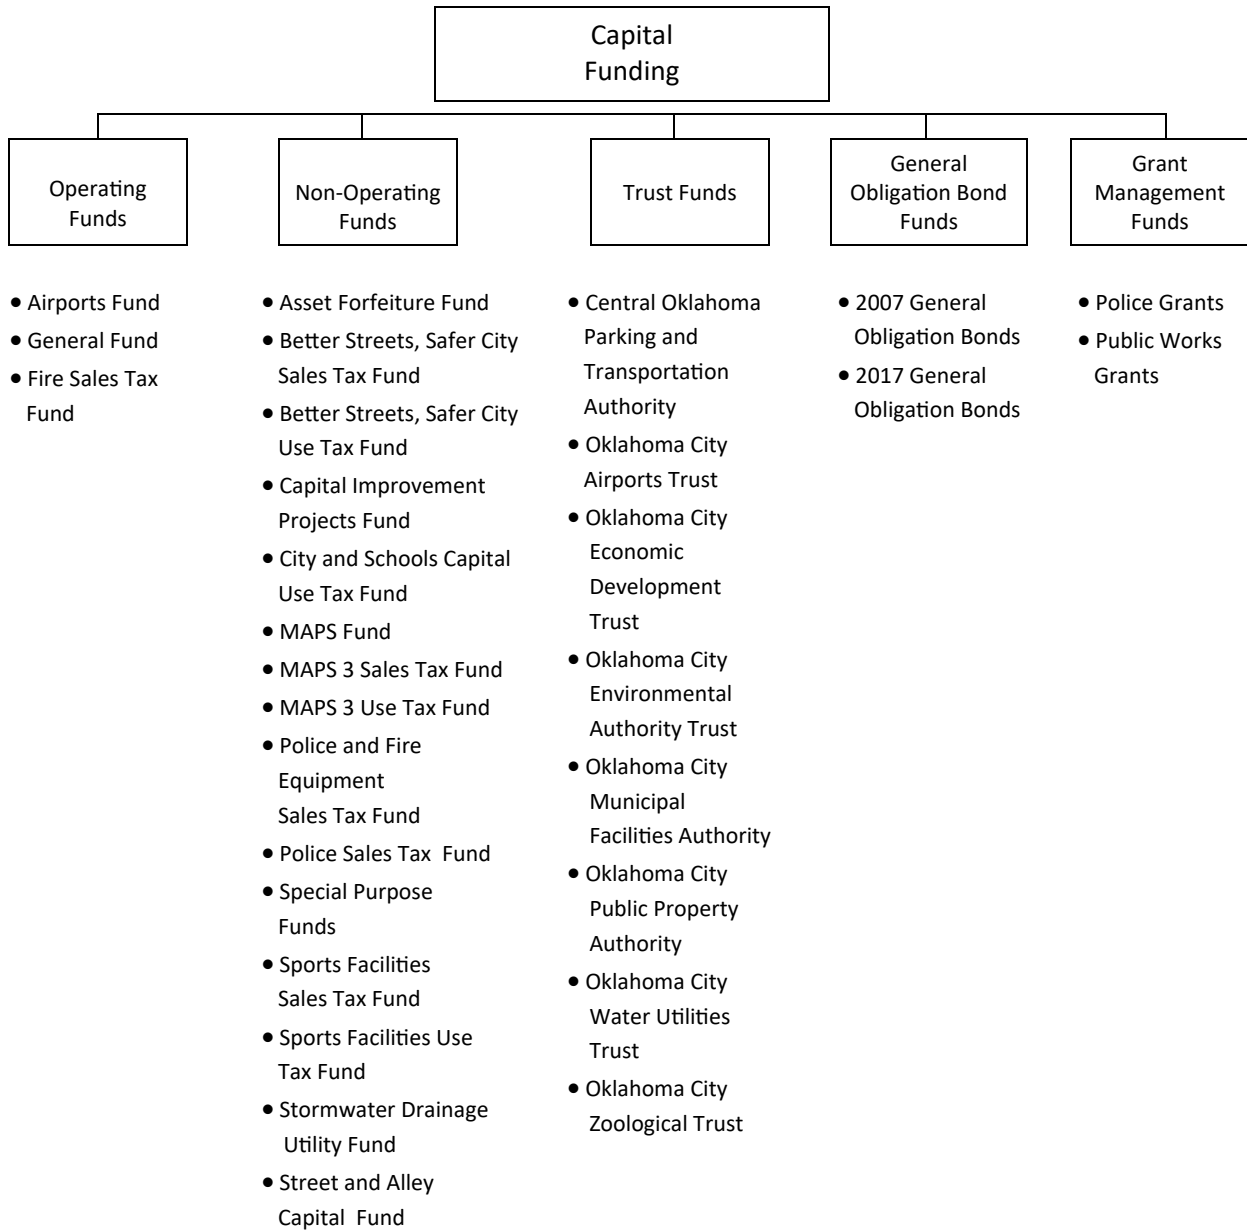 Capital
Funding
Operating
Funds
Non-Operating
Funds
Trust Funds
General
Obligation Bond
Funds
Grant
Management
Funds
• Airports Fund
• General Fund
• Fire Sales Tax
Fund
• Asset Forfeiture Fund
• Better Streets, Safer City
Sales Tax Fund
• Better Streets, Safer City
Use Tax Fund
• Capital Improvement
Projects Fund
• City and Schools Capital
Use Tax Fund
• MAPS Fund
• MAPS 3 Sales Tax Fund
• MAPS 3 Use Tax Fund
• Police and Fire
Equipment
Sales Tax Fund
• Police Sales Tax  Fund
• Special Purpose
Funds
• Sports Facilities
Sales Tax Fund
• Sports Facilities Use
Tax Fund
• Stormwater Drainage
Utility Fund
• Street and Alley
Capital  Fund
• Central Oklahoma
Parking and
Transportation
Authority
• Oklahoma City
Airports Trust
• Oklahoma City
Economic
Development
Trust
• Oklahoma City
Environmental
Authority Trust
• Oklahoma City
Municipal
Facilities Authority
• Oklahoma City
Public Property
Authority
• Oklahoma City
Water Utilities
Trust
• Oklahoma City
Zoological Trust
• 2007 General
Obligation Bonds
• 2017 General
Obligation Bonds
• Police Grants
• Public Works
Grants